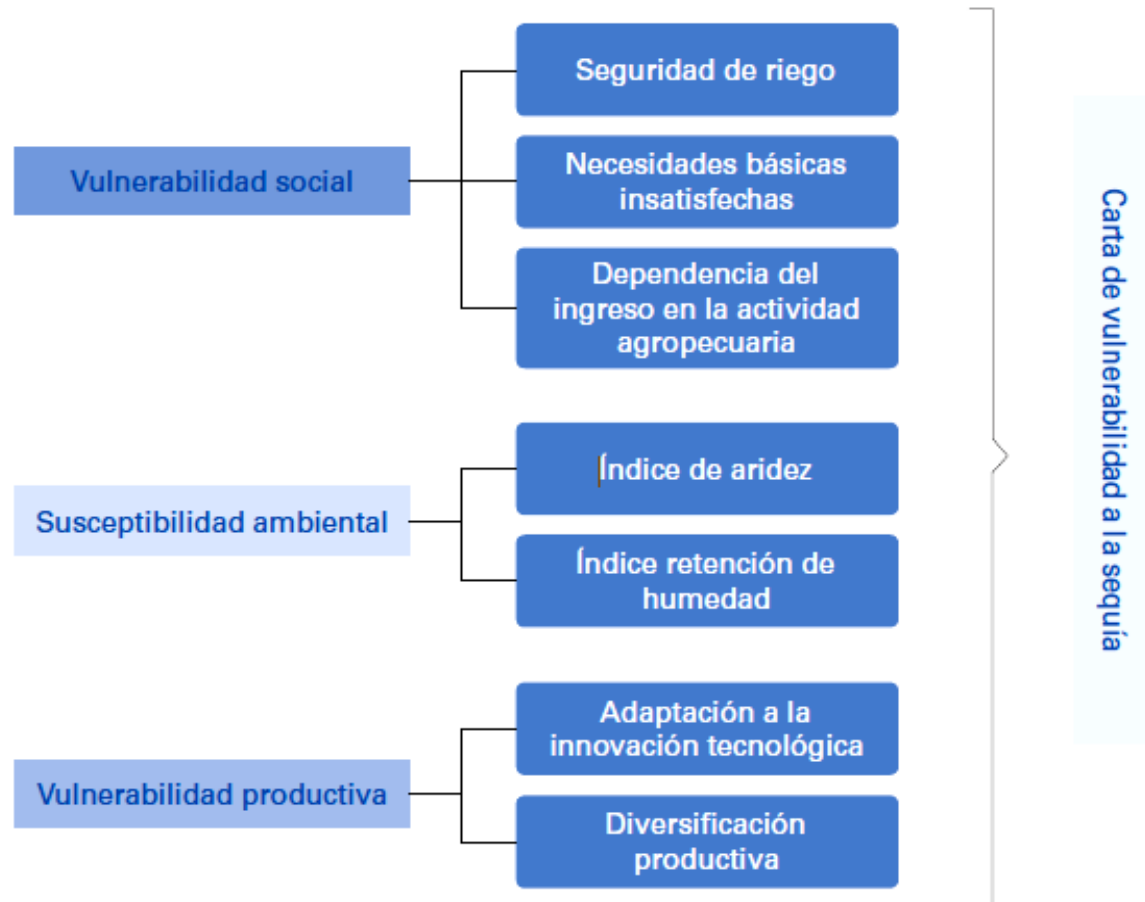 Vulnerabilidad social
Seguridad de riego
Necesidades básicas
insatisfechas
Dependencia del
ingreso en la actividad
agropecuaria
Susceptibilidad ambiental
Índice de aridez
Índice retención de
humedad
Vulnerabilidad productiva
Adaptación a la
innovación tecnológica
Diversificación
productiva
Carta de vulnerabilidad a la sequía